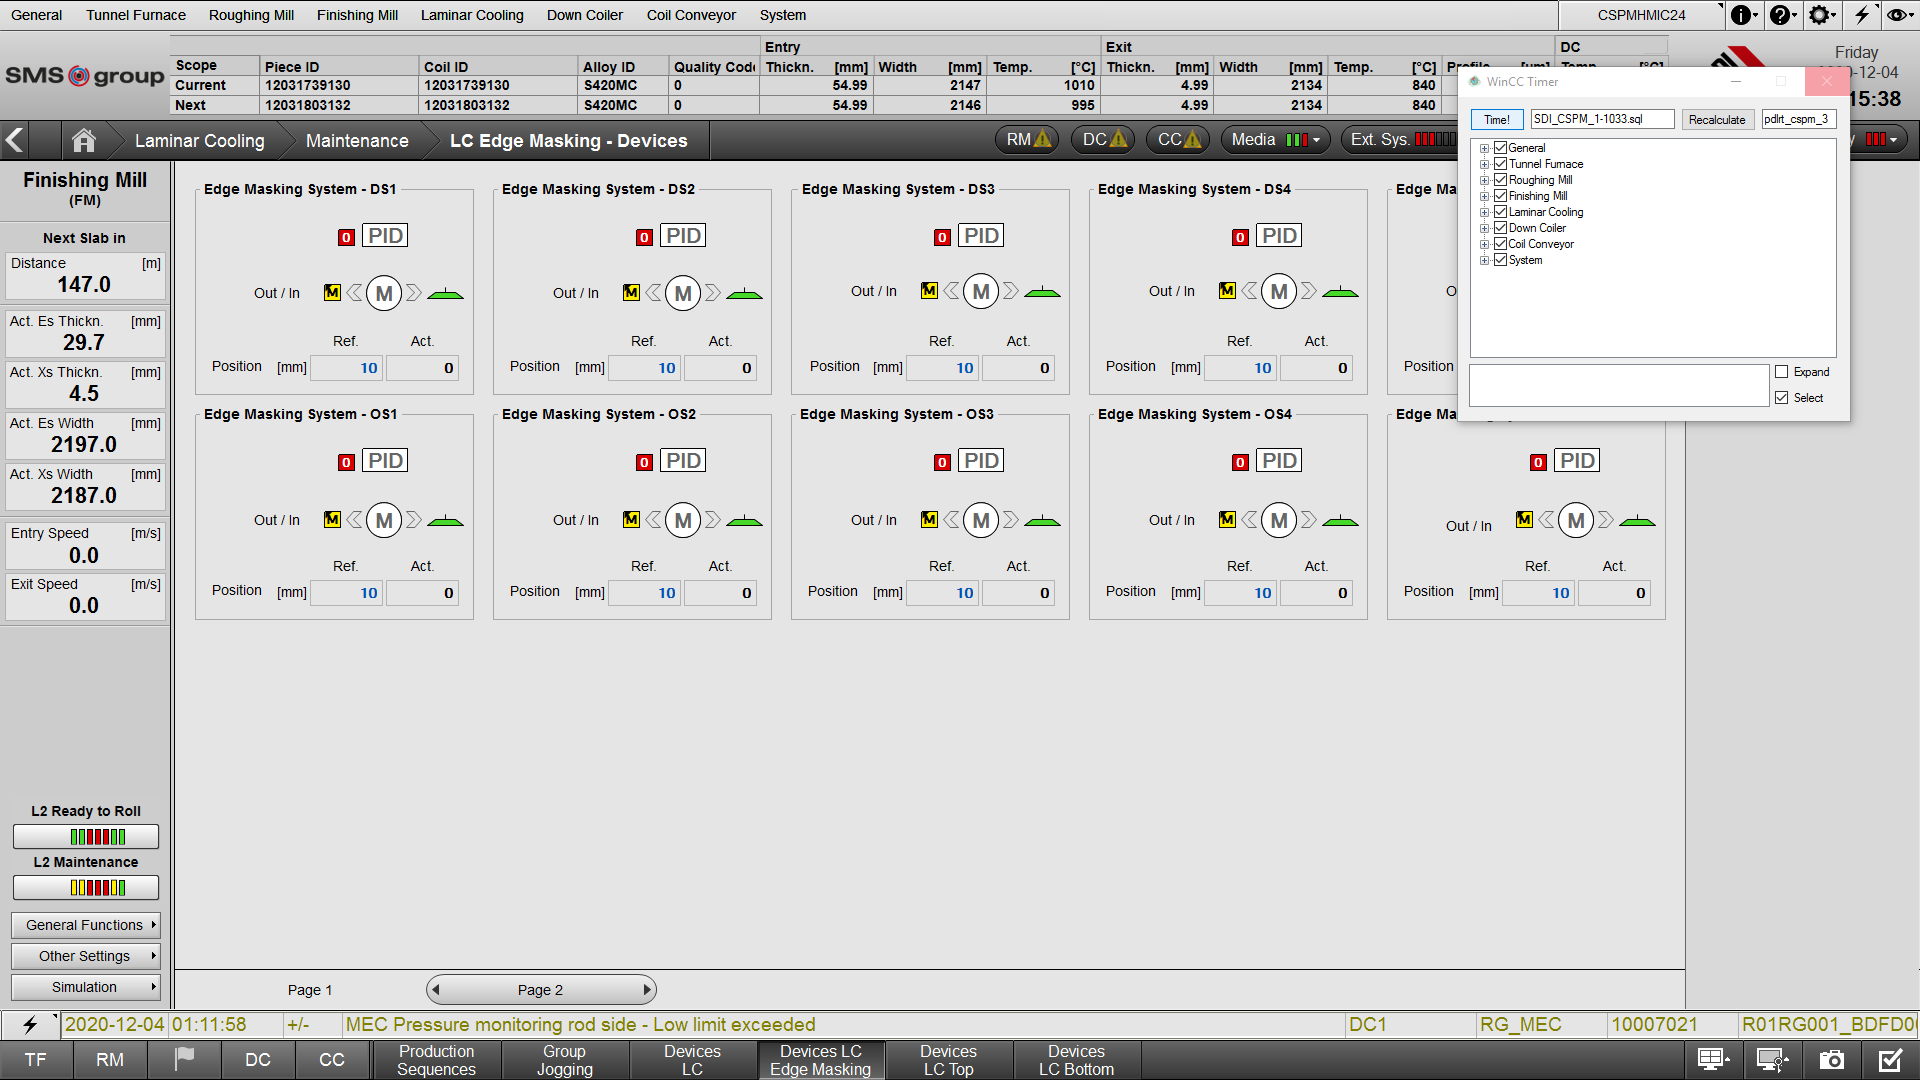 General Tunnel Furnace Roughing Mill Finishing Mill Laminar Cooling Down Coiler Coil Conveyor System CSPMHMIC24
SMS group
Entry Exit DC
Scope Piece ID Coil ID Alloy ID Quality Code Thickn. [mm] Width [mm] Temp. [°C] Thickn. [mm] Width [mm] Temp. [°C]
Current 12031739130 12031739130 S420MC 0 54.99 2147 1010 4.99 2134 840
Next 12031803132 12031803132 S420MC 0 54.99 2146 995 4.99 2134 840
Friday
-12-04
15:38
Laminar Cooling Maintenance LC Edge Masking - Devices RM DC CC Media Ext. Sys.
WinCC Timer
Time! SDI_CSPM_1-1033.sql Recalculate pdlrt_cspm_3
General
Tunnel Furnace
Roughing Mill
Finishing Mill
Laminar Cooling
Down Coiler
Coil Conveyor
System
Expand
Select
Finishing Mill
(FM)
Next Slab in
Distance [m]
147.0
Act. Es Thickn. [mm]
29.7
Act. Xs Thickn. [mm]
4.5
Act. Es Width [mm]
2197.0
Act. Xs Width [mm]
2187.0
Entry Speed [m/s]
0.0
Exit Speed [m/s]
0.0
L2 Ready to Roll
L2 Maintenance
General Functions
Other Settings
Simulation
Edge Masking System - DS1 Edge Masking System - DS2 Edge Masking System - DS3 Edge Masking System - DS4 Edge Ma
0 PID 0 PID 0 PID 0 PID
Out / In M M Out / In M M Out / In M M Out / In M M O
Ref. Act. Ref. Act. Ref. Act. Ref. Act.
Position [mm] 10 0 Position [mm] 10 0 Position [mm] 10 0 Position [mm] 10 0 Position
Edge Masking System - OS1 Edge Masking System - OS2 Edge Masking System - OS3 Edge Masking System - OS4 Edge Ma
0 PID 0 PID 0 PID 0 PID 0 PID
Out / In M M Out / In M M Out / In M M Out / In M M Out / In M M
Ref. Act. Ref. Act. Ref. Act. Ref. Act. Ref. Act.
Position [mm] 10 0 Position [mm] 10 0 Position [mm] 10 0 Position [mm] 10 0 Position [mm] 10 0
Page 1 Page 2
2020-12-04 01:11:58 +/- MEC Pressure monitoring rod side - Low limit exceeded DC1 RG_MEC 10007021 R01RG001_BDFD0
TF RM DC CC Production Sequences Group Jogging Devices LC Devices LC Edge Masking Devices LC Top Devices LC Bottom